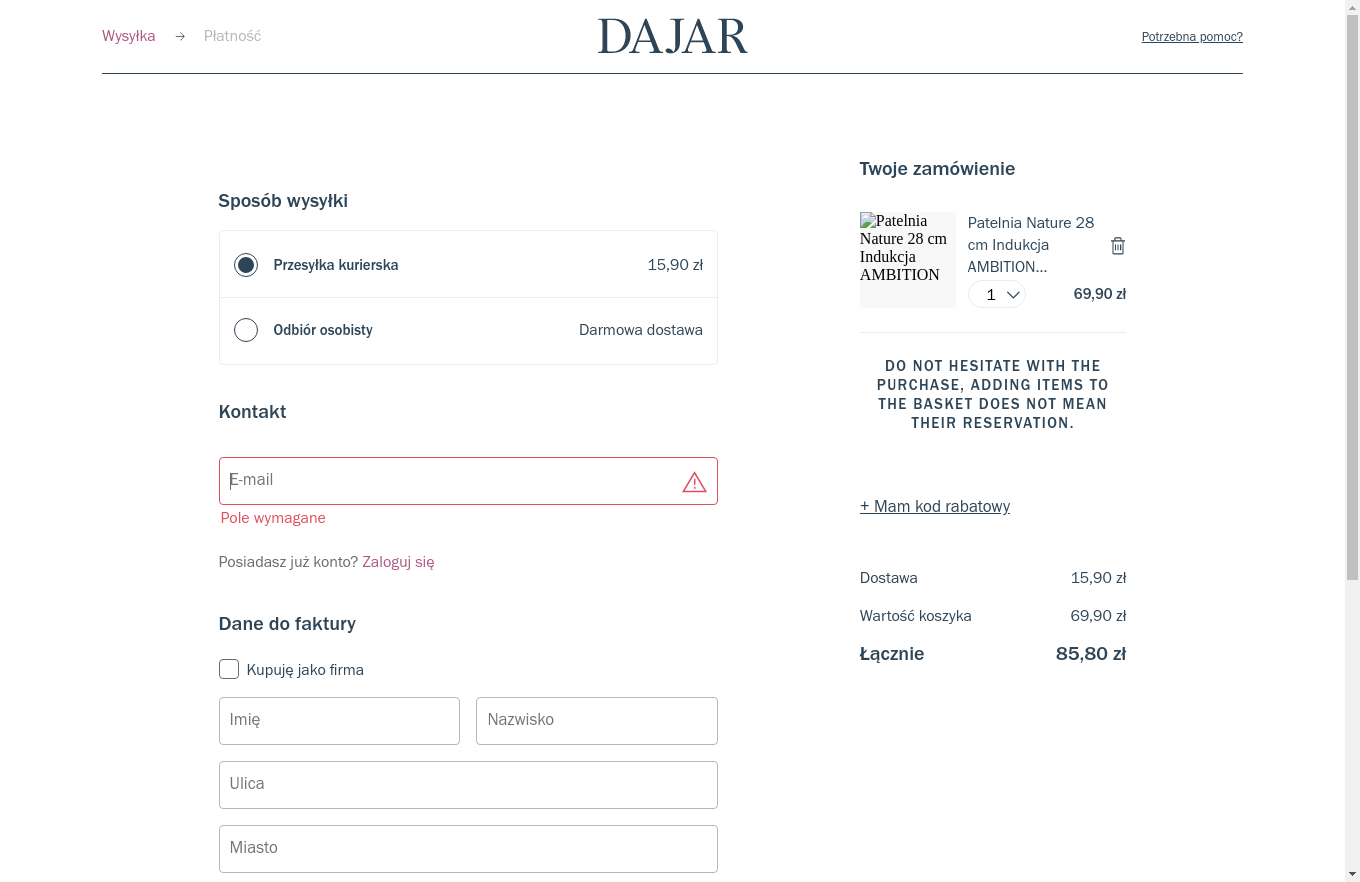 Wysyłka
Płatność
DAJAR
Potrzebna pomoc?
Sposób wysyłki
Przesyłka kurierska
15,90 zł
Odbiór osobisty
Darmowa dostawa
Kontakt
E-mail
Pole wymagane
Posiadasz już konto? Zaloguj się
Dane do faktury
Kupuję jako firma
Imię
Nazwisko
Ulica
Miasto
Twoje zamówienie
Patelnia
Nature 28 cm
Indukcja
AMBITION
Patelnia Nature 28
cm Indukcja
AMBITION...
1
69,90 zł
DO NOT HESITATE WITH THE
PURCHASE, ADDING ITEMS TO
THE BASKET DOES NOT MEAN
THEIR RESERVATION.
+ Mam kod rabatowy
Dostawa
15,90 zł
Wartość koszyka
69,90 zł
Łącznie
85,80 zł